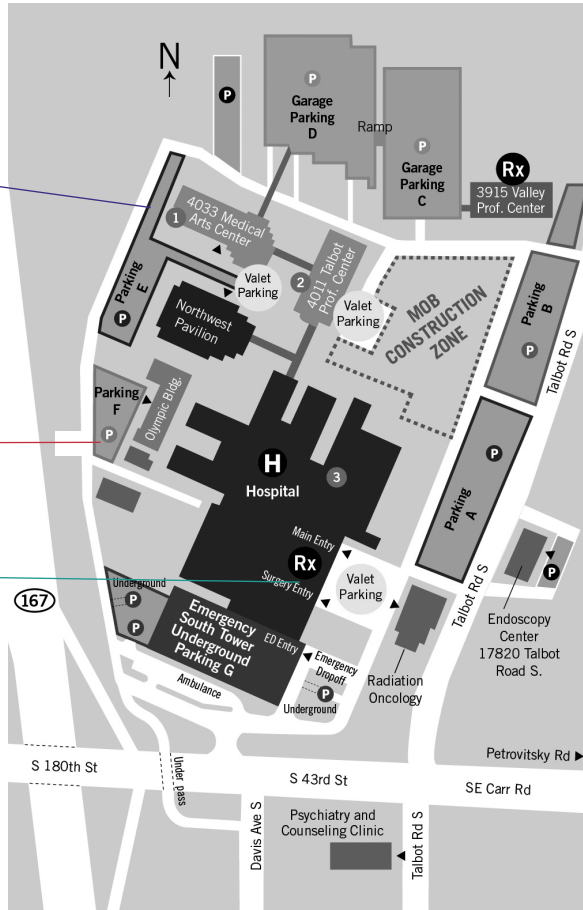 N
P
P
Garage
Parking
D
Ramp
P
Garage
Parking
C
Rx
3915 Valley
Prof. Center
1
4033 Medical
Arts Center
2
4011 Talbot
Prof. Center
Valet
Parking
Valet
Parking
MOB
CONSTRUCTION
ZONE
Parking
E
P
Northwest
Pavilion
Parking
B
P
Talbot Rd S
Parking
F
P
Olympic Bldg.
H
Hospital
3
P
Parking
A
Main Entry
Rx
Surgery Entry
Valet
Parking
Talbot Rd S
P
Endoscopy
Center
17820 Talbot
Road S.
167
Underground
P
P
Emergency
South Tower
Underground
Parking G
ED Entry
Emergency
Dropoff
P
Underground
Ambulance
Radiation
Oncology
Petrovitsky Rd
S 180th St
Under pass
S 43rd St
SE Carr Rd
Davis Ave S
Psychiatry and
Counseling Clinic
Talbot Rd S